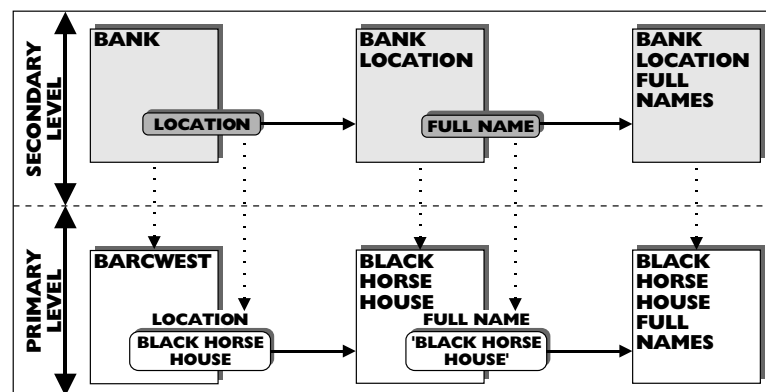 SECONDARY
LEVEL
BANK
LOCATION
BANK
LOCATION
FULL NAME
BANK
LOCATION
FULL
NAMES
PRIMARY
LEVEL
BARCWEST
LOCATION
BLACK HORSE
HOUSE
BLACK
HORSE
HOUSE
FULL NAME
'BLACK HORSE
HOUSE'
BLACK
HORSE
HOUSE
FULL
NAMES